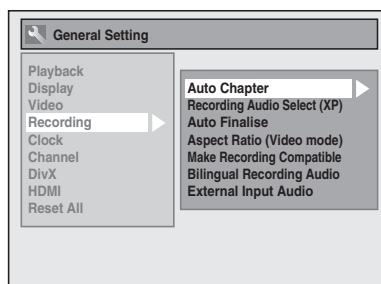 General Setting
Playback
Display
Video
Recording
Clock
Channel
DivX
HDMI
Reset All
Auto Chapter
Recording Audio Select (XP)
Auto Finalise
Aspect Ratio (Video mode)
Make Recording Compatible
Bilingual Recording Audio
External Input Audio